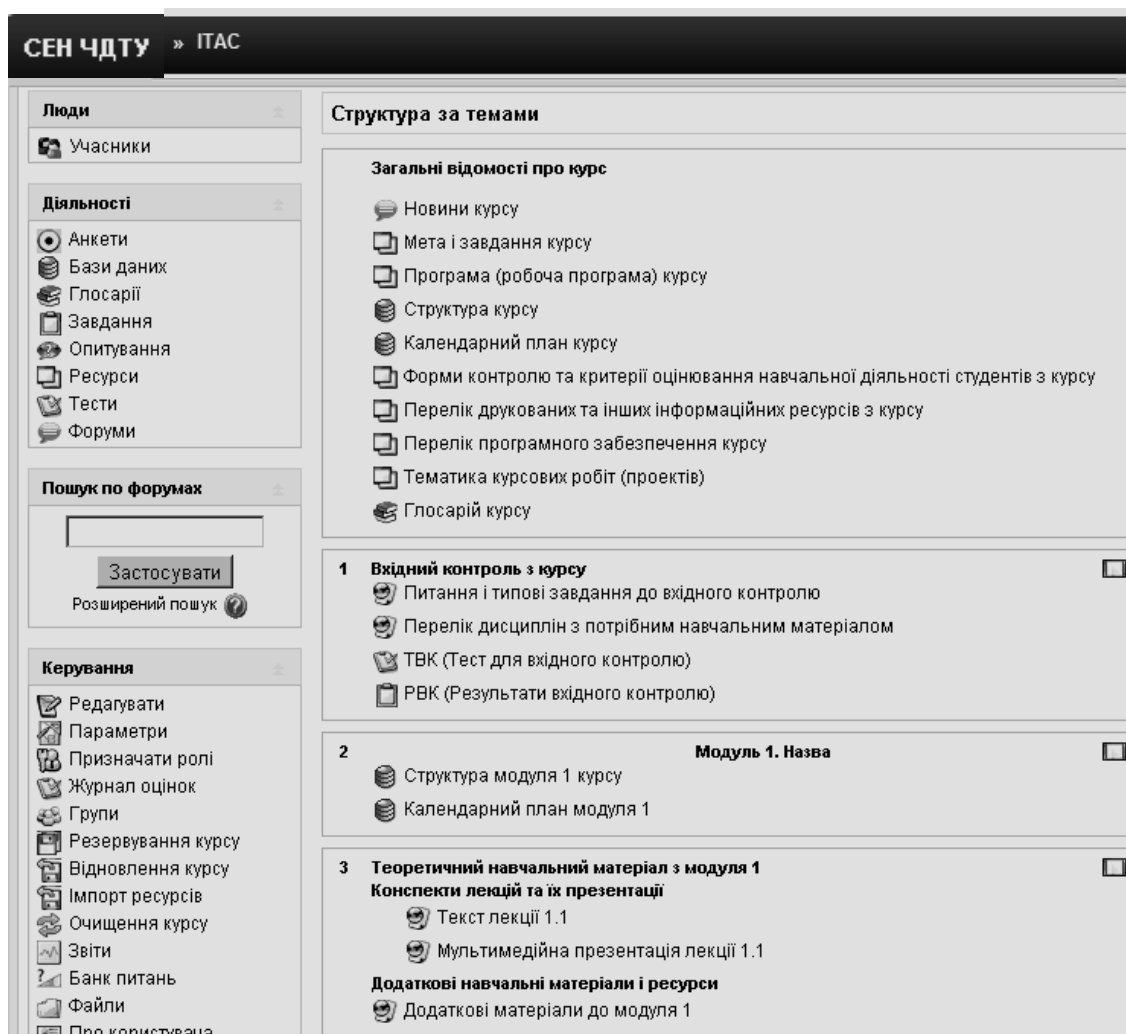 СЕН ЧДТУ » ІТАС
Люди
Учасники
Діяльності
Анкети
Бази даних
Глосарії
Завдання
Опитування
Ресурси
Тести
Форуми
Пошук по форумах
Застосувати
Розширений пошук
Керування
Редагувати
Параметри
Призначати ролі
Журнал оцінок
Групи
Резервування курсу
Відновлення курсу
Імпорт ресурсів
Очищення курсу
Звіти
Банк питань
Файли
Про користувача
Структура за темами
Загальні відомості про курс
Новини курсу
Мета і завдання курсу
Програма (робоча програма) курсу
Структура курсу
Календарний план курсу
Форми контролю та критерії оцінювання навчальної діяльності студентів з курсу
Перелік друкованих та інших інформаційних ресурсів з курсу
Перелік програмного забезпечення курсу
Тематика курсових робіт (проектів)
Глосарій курсу
1 Вхідний контроль з курсу
Питання і типові завдання до вхідного контролю
Перелік дисциплін з потрібним навчальним матеріалом
ТВК (Тест для вхідного контролю)
РВК (Результати вхідного контролю)
2 Модуль 1. Назва
Структура модуля 1 курсу
Календарний план модуля 1
3 Теоретичний навчальний матеріал з модуля 1
Конспекти лекцій та їх презентації
Текст лекції 1.1
Мультимедійна презентація лекції 1.1
Додаткові навчальні матеріали і ресурси
Додаткові матеріали до модуля 1